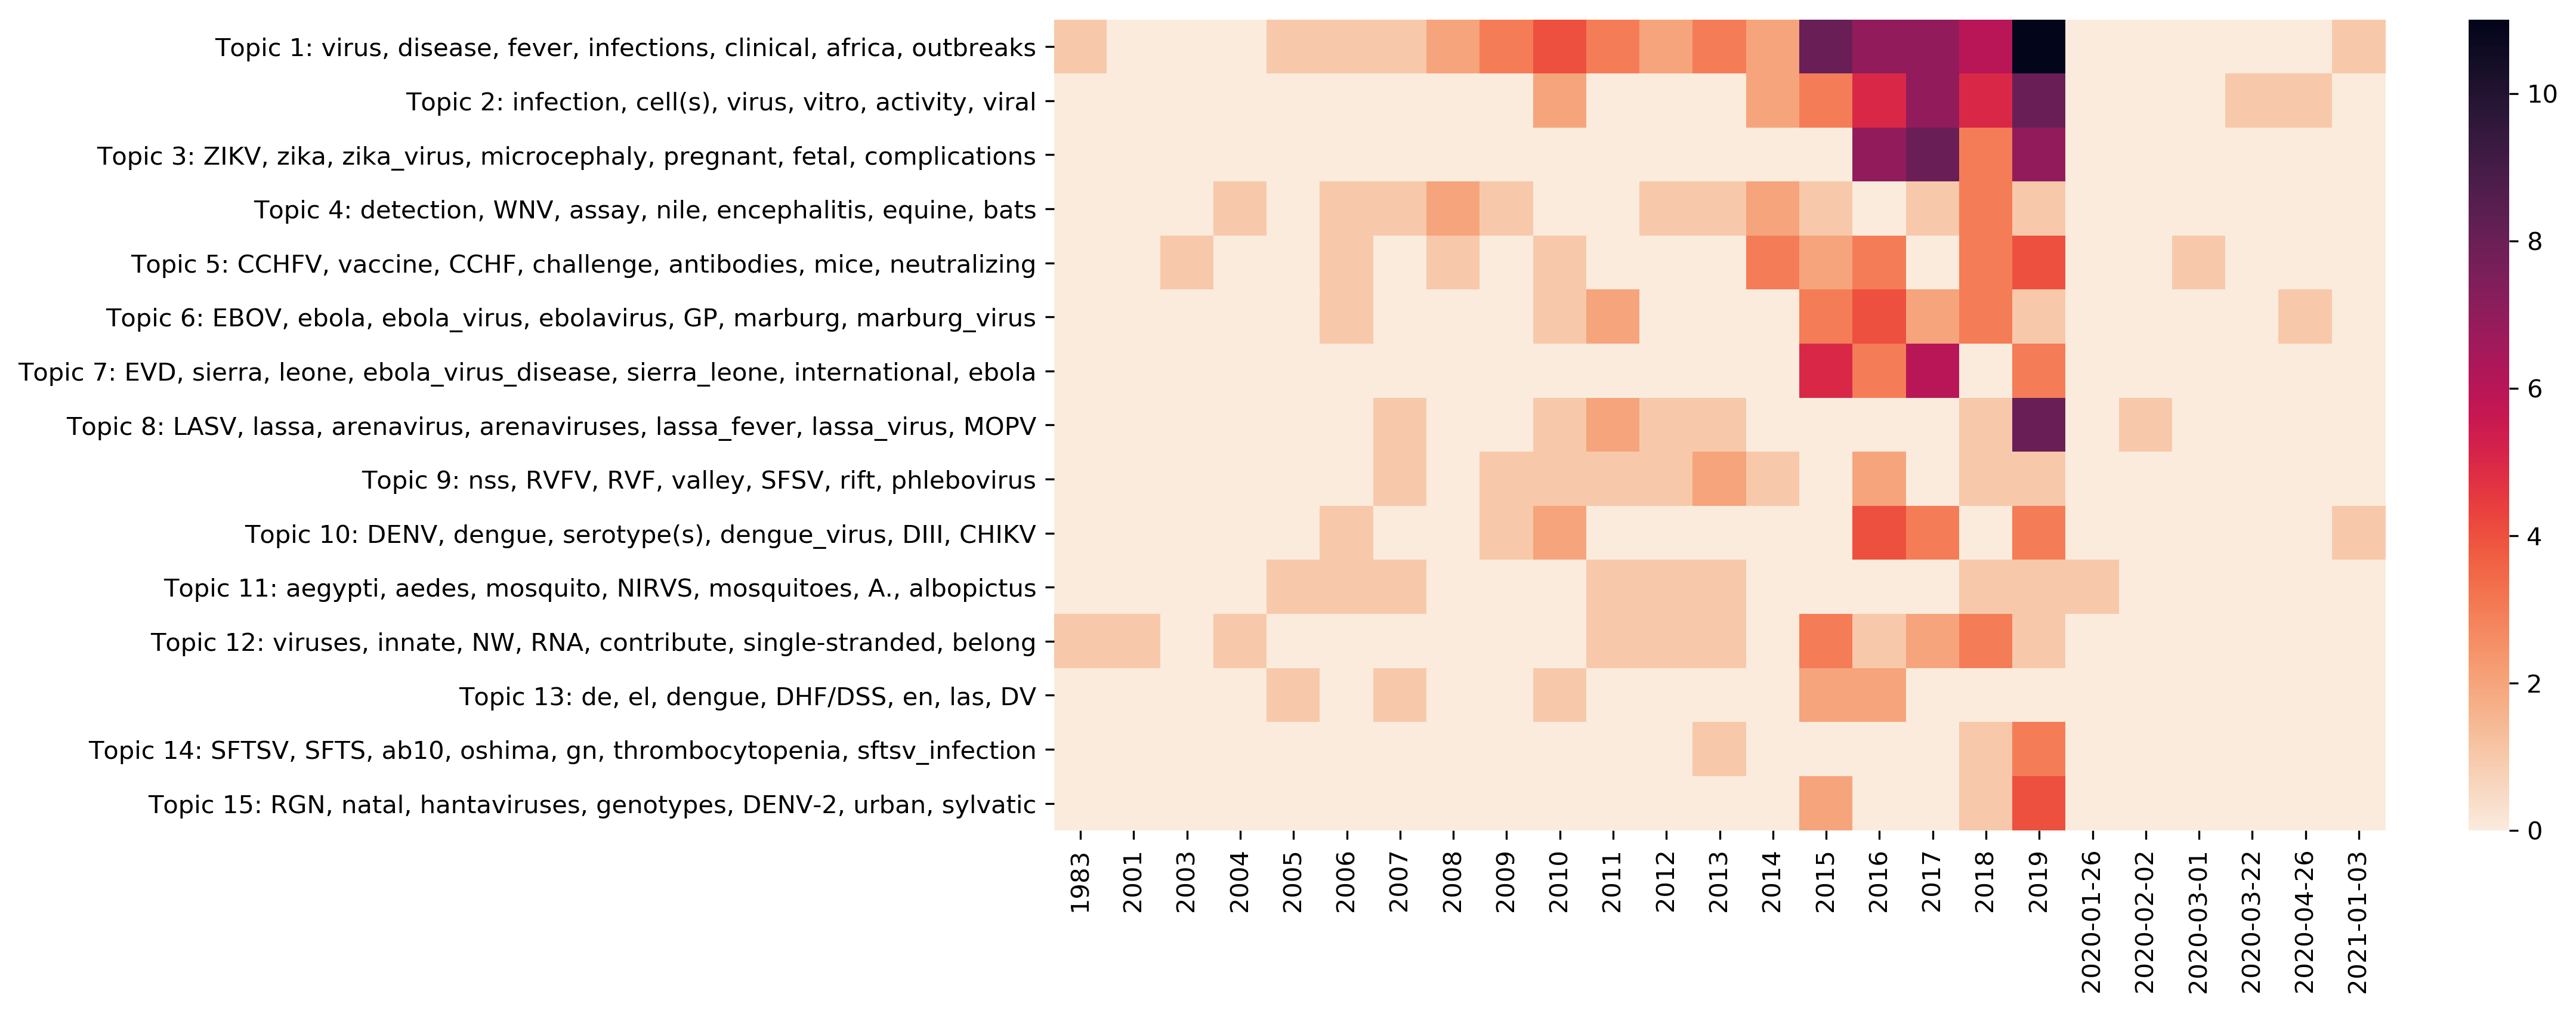 Topic 1: virus, disease, fever, infections, clinical, africa, outbreaks
Topic 2: infection, cell(s), virus, vitro, activity, viral
Topic 3: ZIKV, zika, zika_virus, microcephaly, pregnant, fetal, complications
Topic 4: detection, WNV, assay, nile, encephalitis, equine, bats
Topic 5: CCHFV, vaccine, CCHF, challenge, antibodies, mice, neutralizing
Topic 6: EBOV, ebola, ebola_virus, ebolavirus, GP, marburg, marburg_virus
Topic 7: EVD, sierra, leone, ebola_virus_disease, sierra_leone, international, ebola
Topic 8: LASV, lassa, arenavirus, arenaviruses, lassa_fever, lassa_virus, MOPV
Topic 9: nss, RVFV, RVF, valley, SFSV, rift, phlebovirus
Topic 10: DENV, dengue, serotype(s), dengue_virus, DIII, CHIKV
Topic 11: aegypti, aedes, mosquito, NIRVS, mosquitoes, A., albopictus
Topic 12: viruses, innate, NW, RNA, contribute, single-stranded, belong
Topic 13: de, el, dengue, DHF/DSS, en, las, DV
Topic 14: SFTSV, SFTS, ab10, oshima, gn, thrombocytopenia, sftsv_infection
Topic 15: RGN, natal, hantaviruses, genotypes, DENV-2, urban, sylvatic
1983
2001
2003
2004
2005
2006
2007
2008
2009
2010
2011
2012
2013
2014
2015
2016
2017
2018
2019
2020-01-26
2020-02-02
2020-03-01
2020-03-22
2020-04-26
2021-01-03
10
8
6
4
2
0